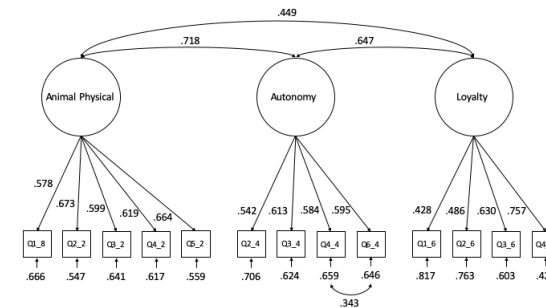 .449
.718 .647
Animal Physical Autonomy Loyalty
.578 .673 .599 .619 .664 .542 .613 .584 .595 .428 .486 .630 .757
Q1_8 Q2_2 Q3_2 Q4_2 Q5_2 Q2_4 Q3_4 Q4_4 Q6_4 Q1_6 Q2_6 Q3_6
.666 .547 .641 .617 .559 .706 .624 .659 .646 .817 .763 .603
.343